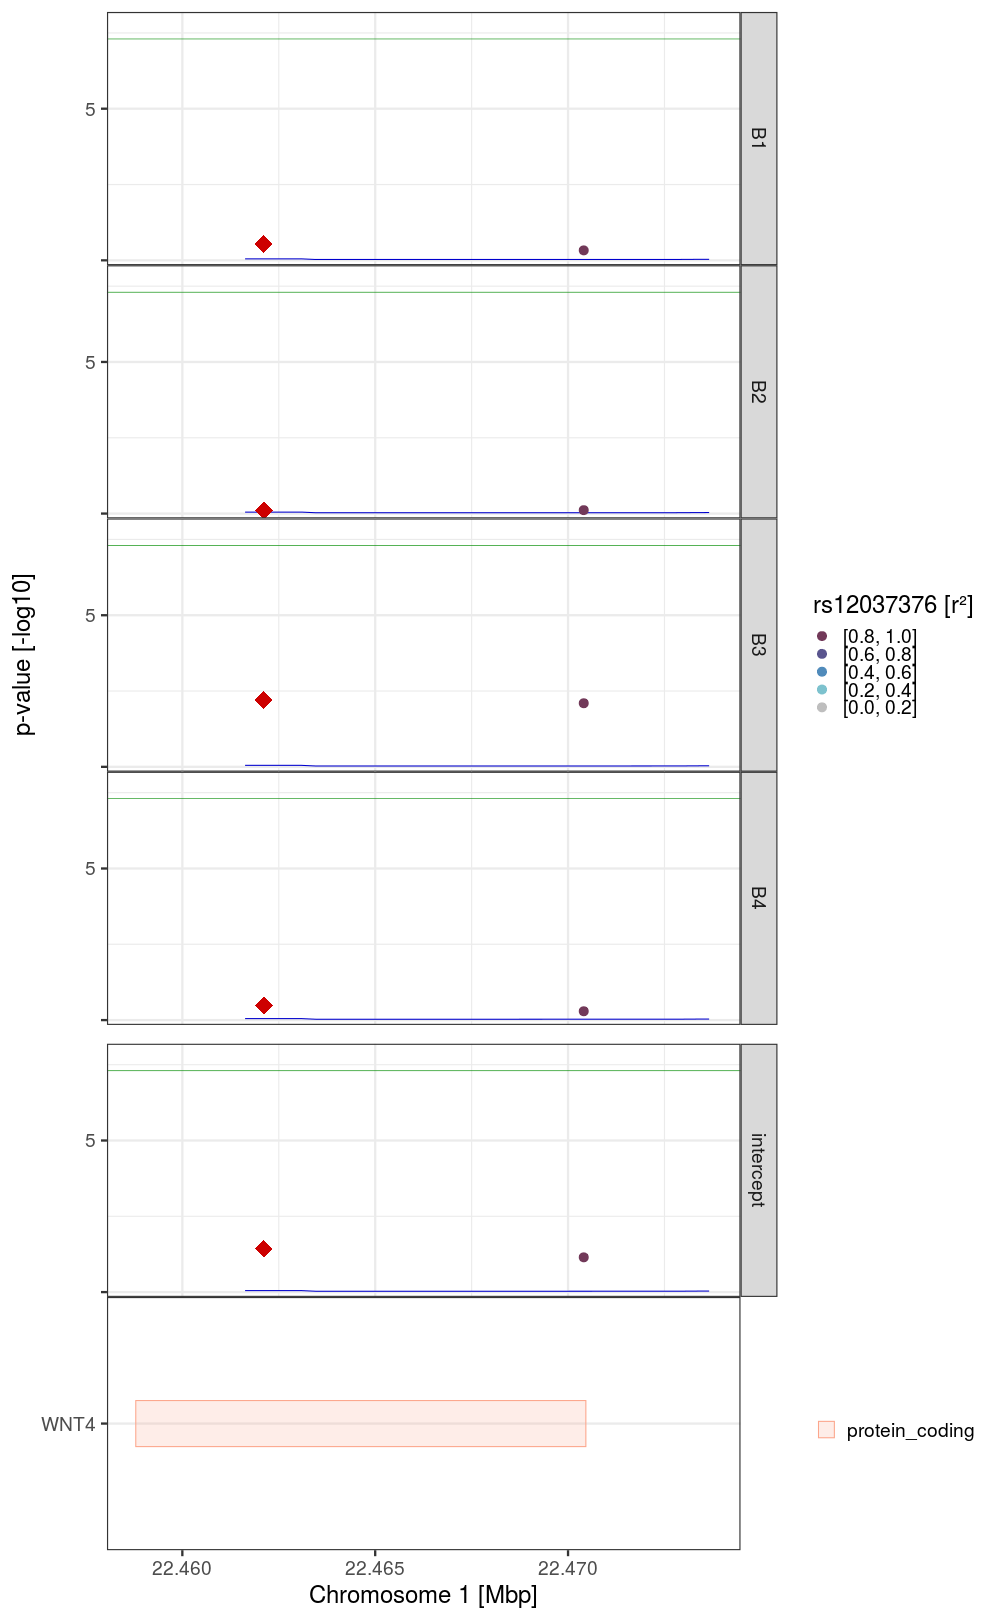 5
B1
5
B2
5
B3
5
B4
5
intercept
p-value [-log10]
rs12037376 [r²]
[0.8, 1.0]
[0.6, 0.8]
[0.4, 0.6]
[0.2, 0.4]
[0.0, 0.2]
WNT4
protein_coding
22.460 22.465 22.470
Chromosome 1 [Mbp]